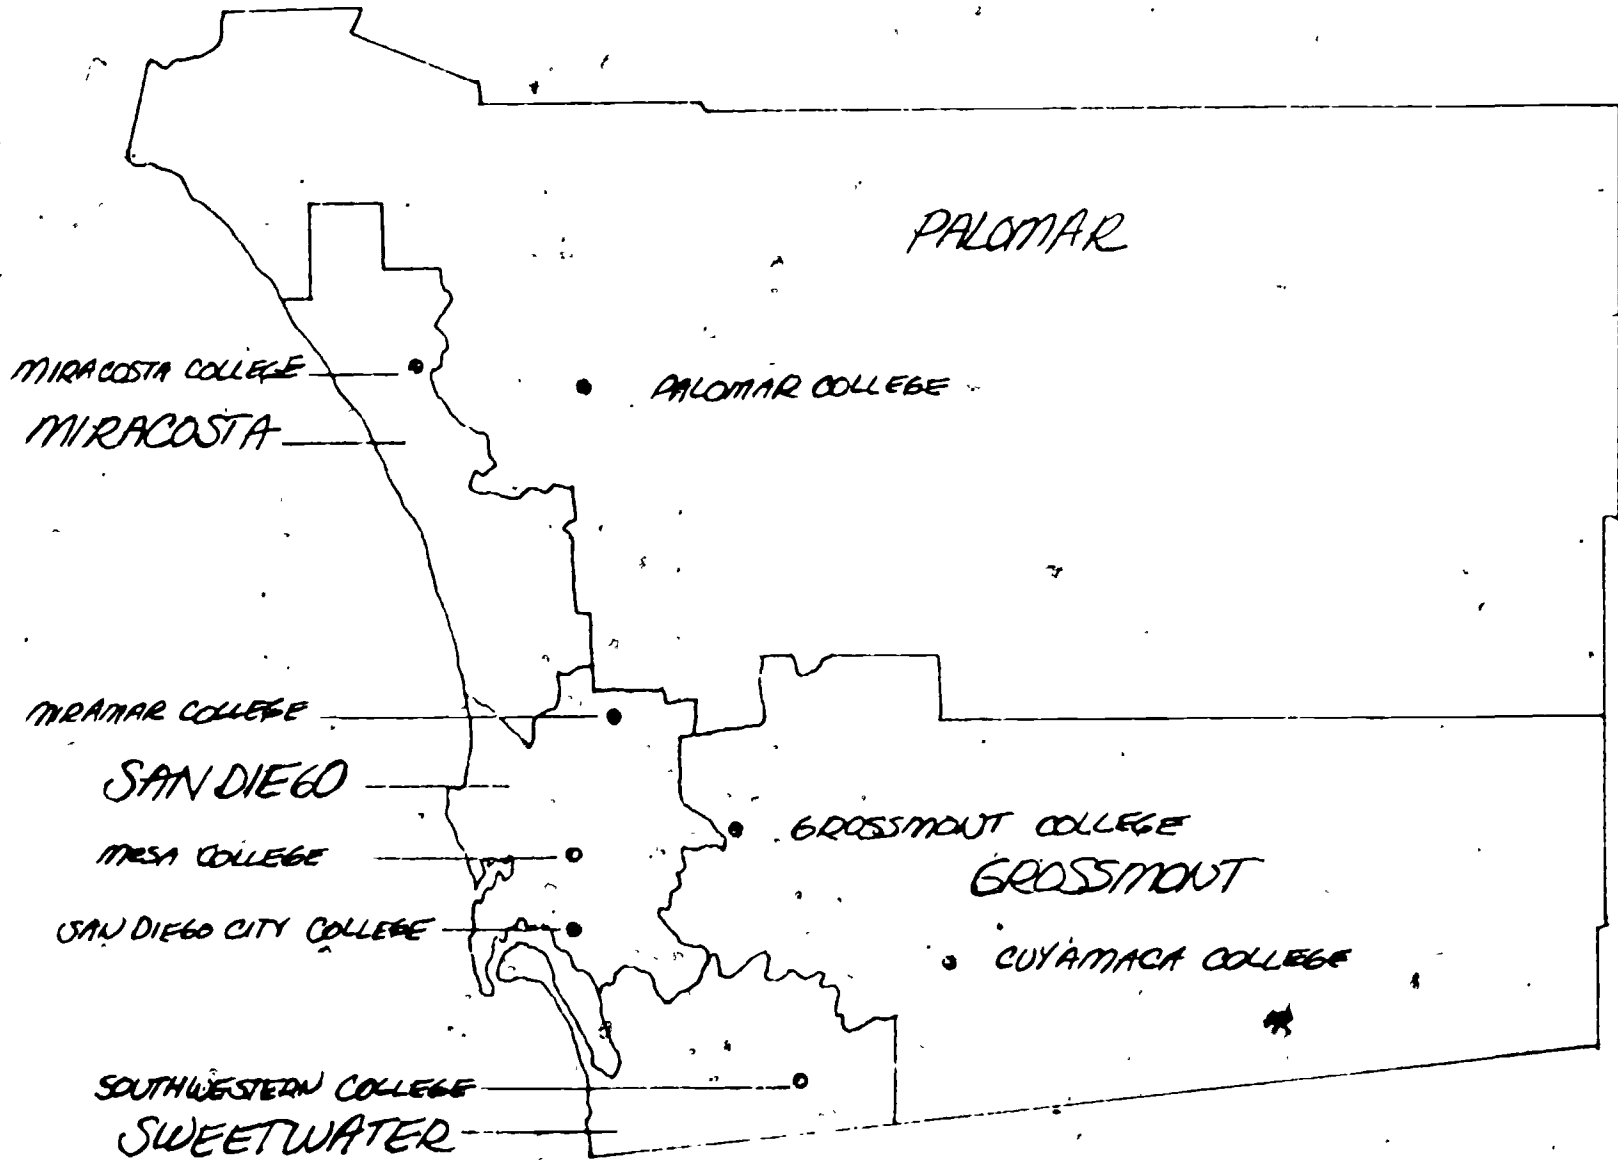 PALOMAR
MIRACOSTA COLLEGE
PALOMAR COLLEGE
MIRACOSTA
MIRAMAR COLLEGE
SAN DIEGO
GROSSMONT COLLEGE
MESA COLLEGE
GROSSMONT
SAN DIEGO CITY COLLEGE
CUYAMACA COLLEGE
SOUTHWESTERN COLLEGE
SWEETWATER